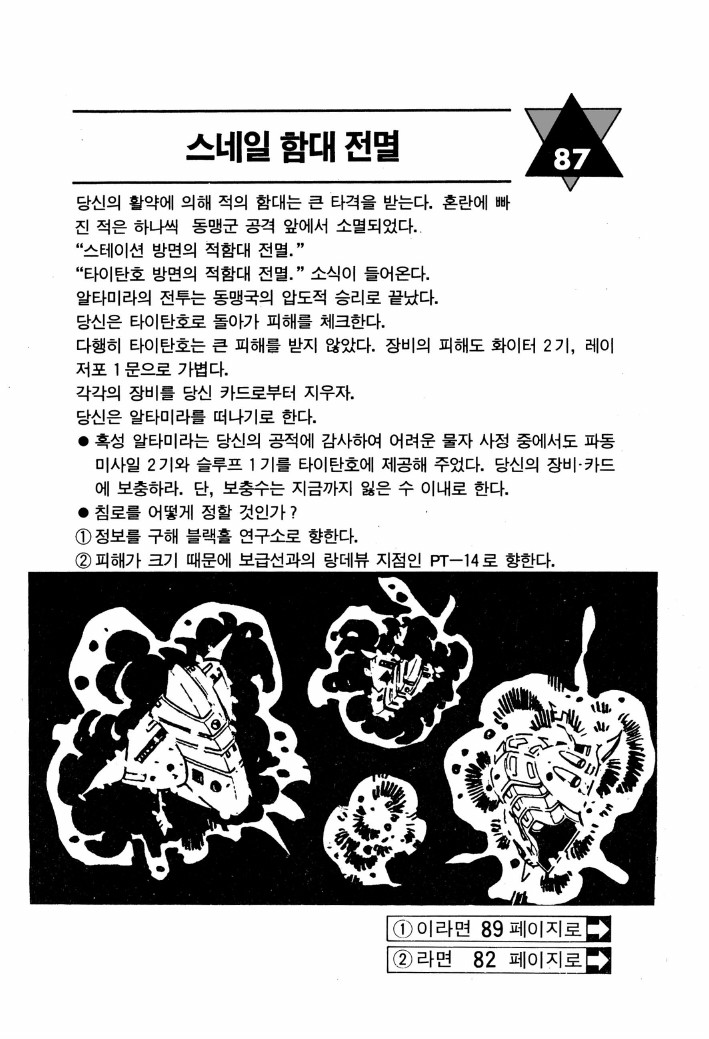 스네일 함대 전멸
87
당신의 활약에 의해 적의 함대는 큰 타격을 받는다. 혼란에 빠
진 적은 하나씩 동맹군 공격 앞에서 소멸되었다.
“스테이션 방면의 적함대 전멸.”
“타이탄호 방면의 적함대 전멸.” 소식이 들어온다.
알타미라의 전투는 동맹국의 압도적 승리로 끝났다.
당신은 타이탄호로 돌아가 피해를 체크한다.
다행히 타이탄호는 큰 피해를 받지 않았다. 장비의 피해도 화이터 2기, 레이
저포 1문으로 가볍다.
각각의 장비를 당신 카드로부터 지우자.
당신은 알타미라를 떠나기로 한다.
● 혹성 알타미라는 당신의 공적에 감사하여 어려운 물자 사정 중에서도 파동
미사일 2기와 슬루프 1기를 타이탄호에 제공해 주었다. 당신의 장비·카드
에 보충하라. 단, 보충수는 지금까지 잃은 수 이내로 한다.
● 침로를 어떻게 정할 것인가?
① 정보를 구해 블랙홀 연구소로 향한다.
② 피해가 크기 때문에 보급선과의 랑데뷰 지점인 PT-14로 향한다.
① 이라면 89 페이지로 ➡
② 라면 82 페이지로 ➡